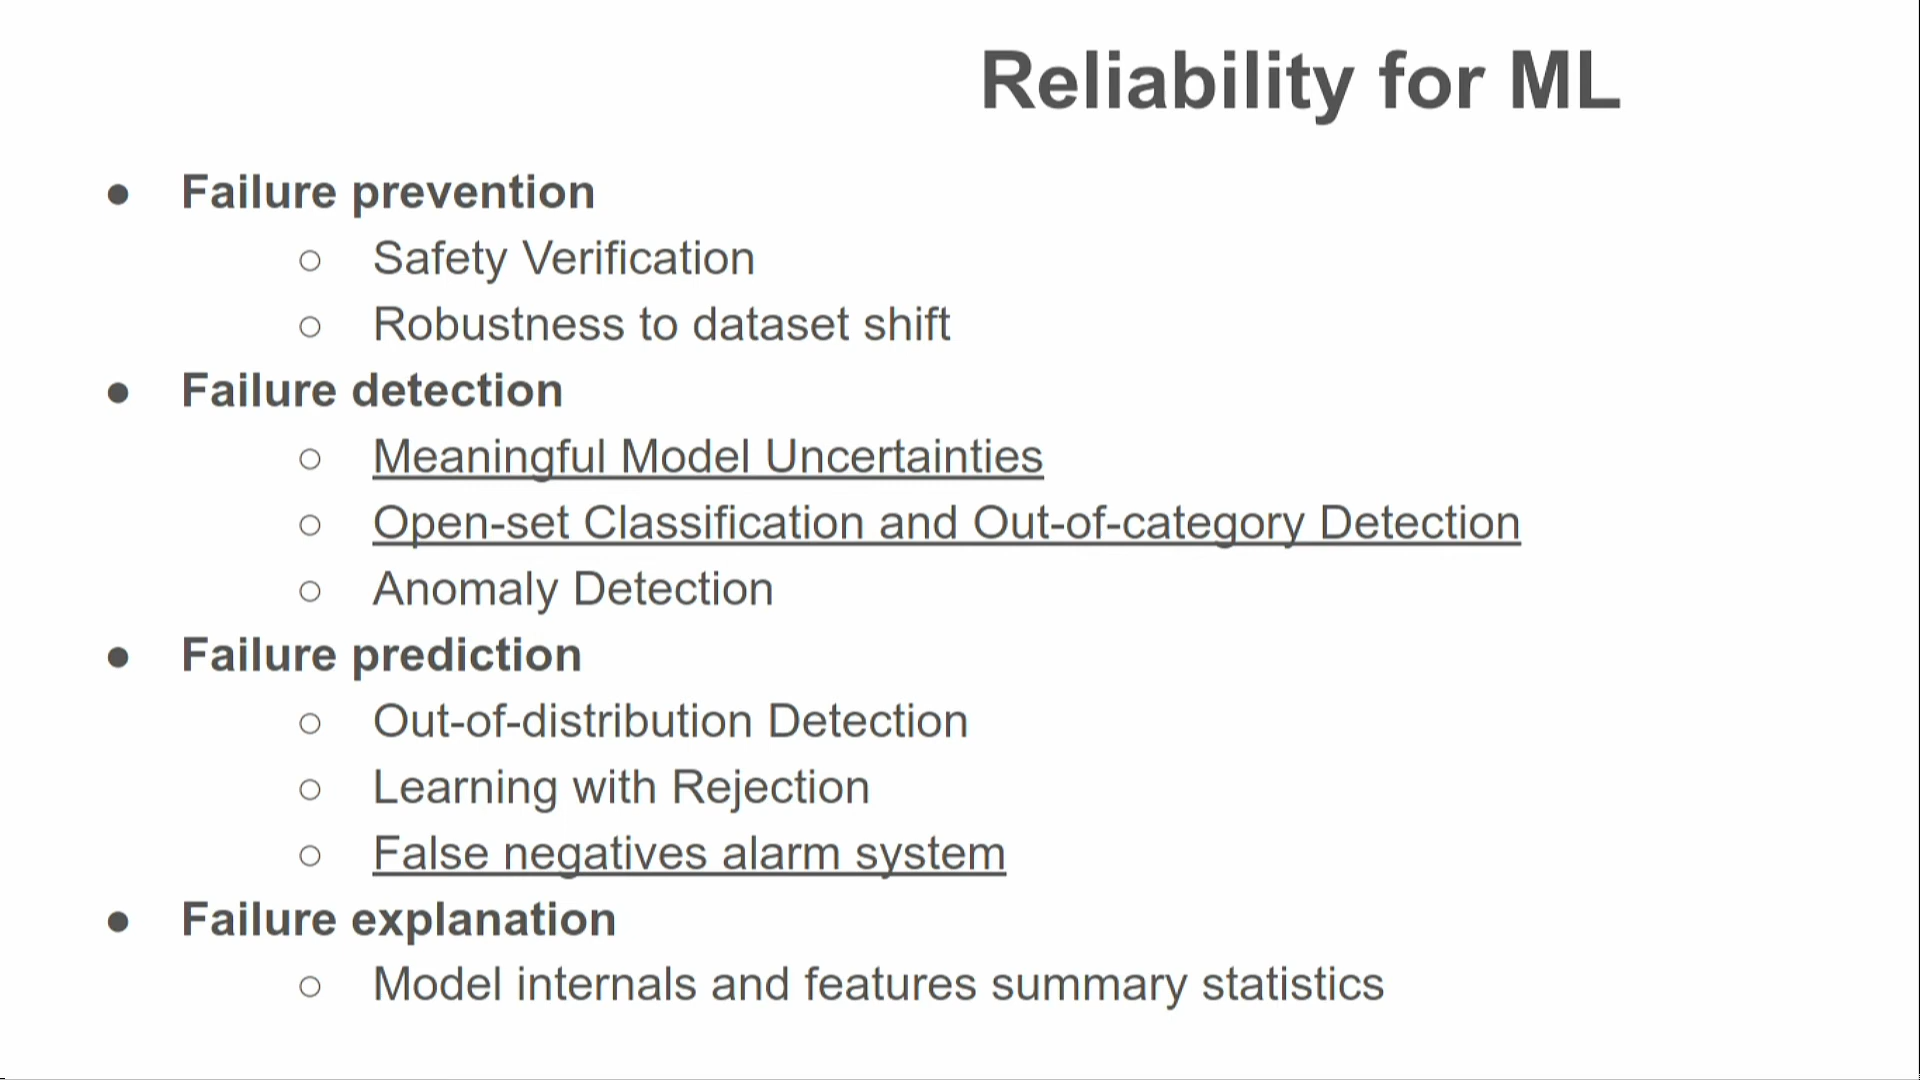 Reliability for ML
● Failure prevention
○ Safety Verification
○ Robustness to dataset shift
● Failure detection
○ Meaningful Model Uncertainties
○ Open-set Classification and Out-of-category Detection
○ Anomaly Detection
● Failure prediction
○ Out-of-distribution Detection
○ Learning with Rejection
○ False negatives alarm system
● Failure explanation
○ Model internals and features summary statistics